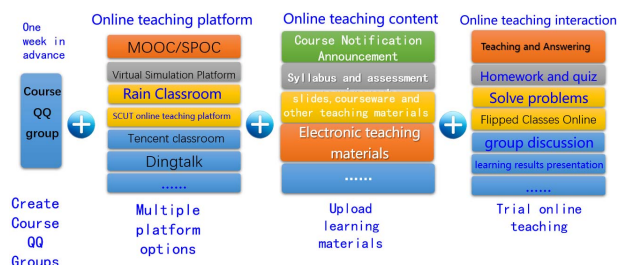 One
week in
advance
Course
QQ
group
Create
Course
QQ
Groups
Online teaching platform
MOOC/SPOC
Virtual Simulation Platform
Rain Classroom
SCUT online teaching platform
Tencent classroom
Dingtalk
......
Multiple
platform
options
Online teaching content
Course Notification
Announcement
Syllabus and assessment
slides, courseware and
other teaching materials
Electronic teaching
materials
......
Upload
learning
materials
Online teaching interaction
Teaching and Answering
Homework and quiz
Solve problems
Flipped Classes Online
group discussion
learning results presentation
......
Trial online
teaching